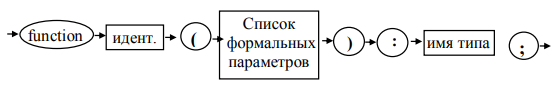 function идент. ( Список формальных параметров ) : имя типа ;